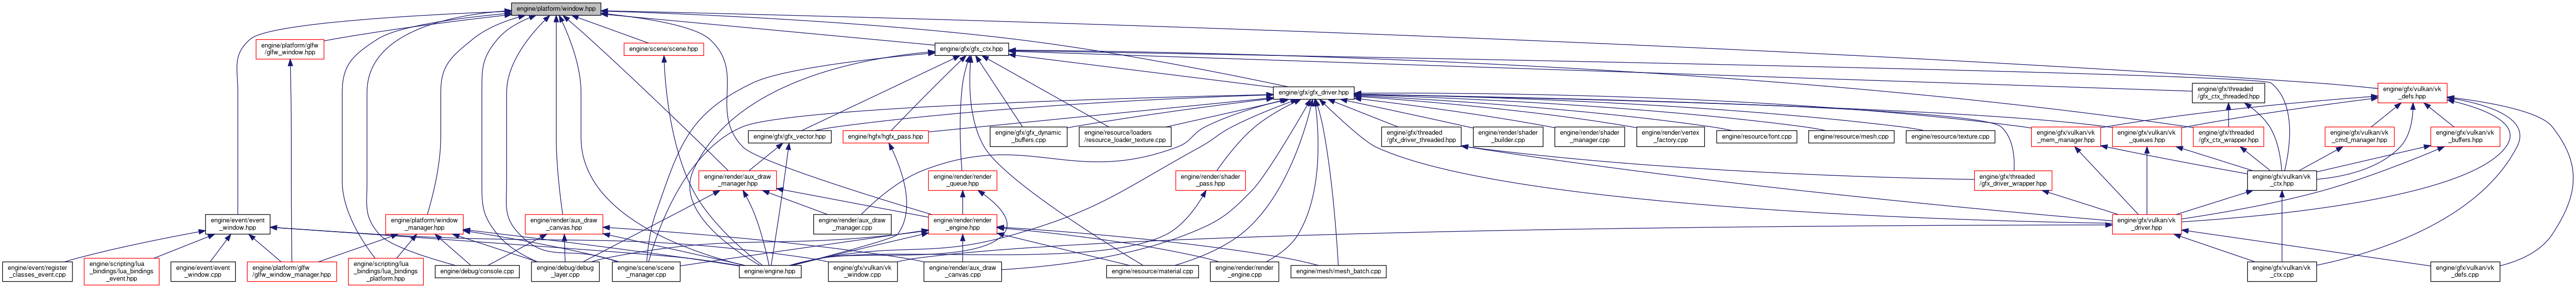 engine/platform/window.hpp
engine/platform/glfw
/glfw_window.hpp
engine/scene/scene.hpp
engine/gfx/gfx_ctx.hpp
engine/gfx/gfx_driver.hpp
engine/gfx/threaded
/gfx_ctx_threaded.hpp
engine/gfx/vulkan/vk
_defs.hpp
engine/gfx/gfx_vector.hpp
engine/hgfx/hgfx_pass.hpp
engine/gfx/gfx_dynamic
_buffers.cpp
engine/resource/loaders
/resource_loader_texture.cpp
engine/gfx/threaded
/gfx_driver_threaded.hpp
engine/render/shader
_builder.cpp
engine/render/shader
_manager.cpp
engine/render/vertex
_factory.cpp
engine/resource/font.cpp
engine/resource/mesh.cpp
engine/resource/texture.cpp
engine/gfx/vulkan/vk
_mem_manager.hpp
engine/gfx/vulkan/vk
_queues.hpp
engine/gfx/threaded
/gfx_ctx_wrapper.hpp
engine/gfx/vulkan/vk
_cmd_manager.hpp
engine/gfx/vulkan/vk
_buffers.hpp
engine/render/aux_draw
_manager.hpp
engine/render/render
_queue.hpp
engine/render/shader
_pass.hpp
engine/gfx/threaded
/gfx_driver_wrapper.hpp
engine/gfx/vulkan/vk
_ctx.hpp
engine/event/event
_window.hpp
engine/platform/window
_manager.hpp
engine/render/aux_draw
_canvas.hpp
engine/render/aux_draw
_manager.cpp
engine/render/render
_engine.hpp
engine/gfx/vulkan/vk
_driver.hpp
engine/event/register
_classes_event.cpp
engine/scripting/lua
_bindings/lua_bindings
_event.hpp
engine/event/event
_window.cpp
engine/platform/glfw
/glfw_window_manager.hpp
engine/scripting/lua
_bindings/lua_bindings
_platform.hpp
engine/debug/console.cpp
engine/debug/debug
_layer.cpp
engine/scene/scene
_manager.cpp
engine/engine.hpp
engine/gfx/vulkan/vk
_window.cpp
engine/render/aux_draw
_canvas.cpp
engine/resource/material.cpp
engine/render/render
_engine.cpp
engine/mesh/mesh_batch.cpp
engine/gfx/vulkan/vk
_ctx.cpp
engine/gfx/vulkan/vk
_defs.cpp